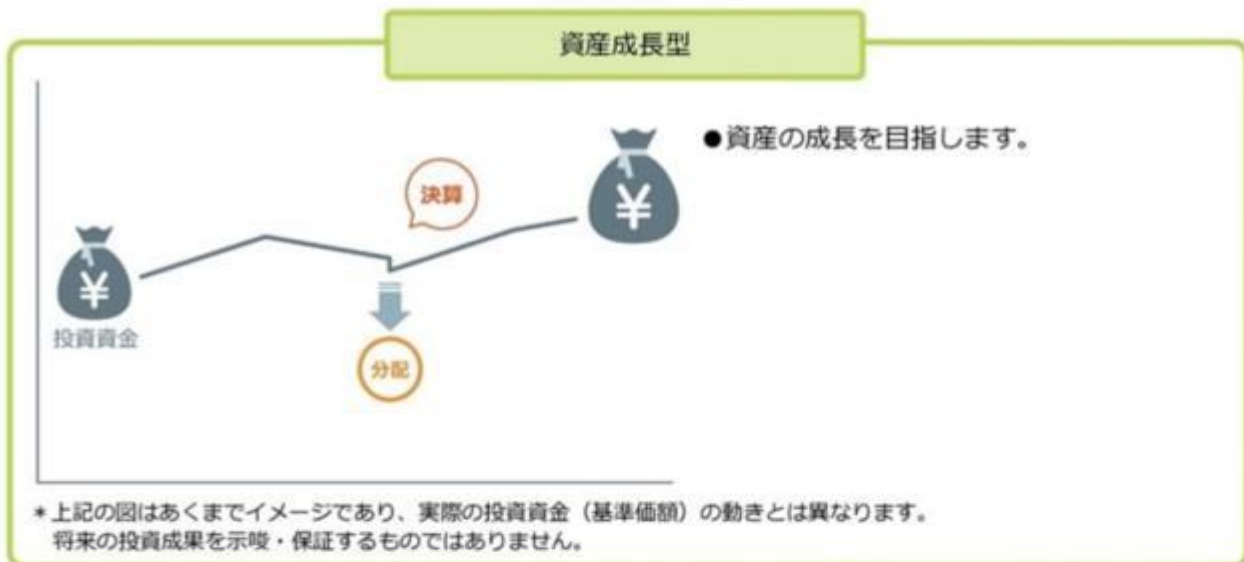 資産成長型
●資産の成長を目指します。
決算
¥
¥
投資資金
分配
＊上記の図はあくまでイメージであり、実際の投資資金（基準価額）の動きとは異なります。
将来の投資成果を示唆・保証するものではありません。